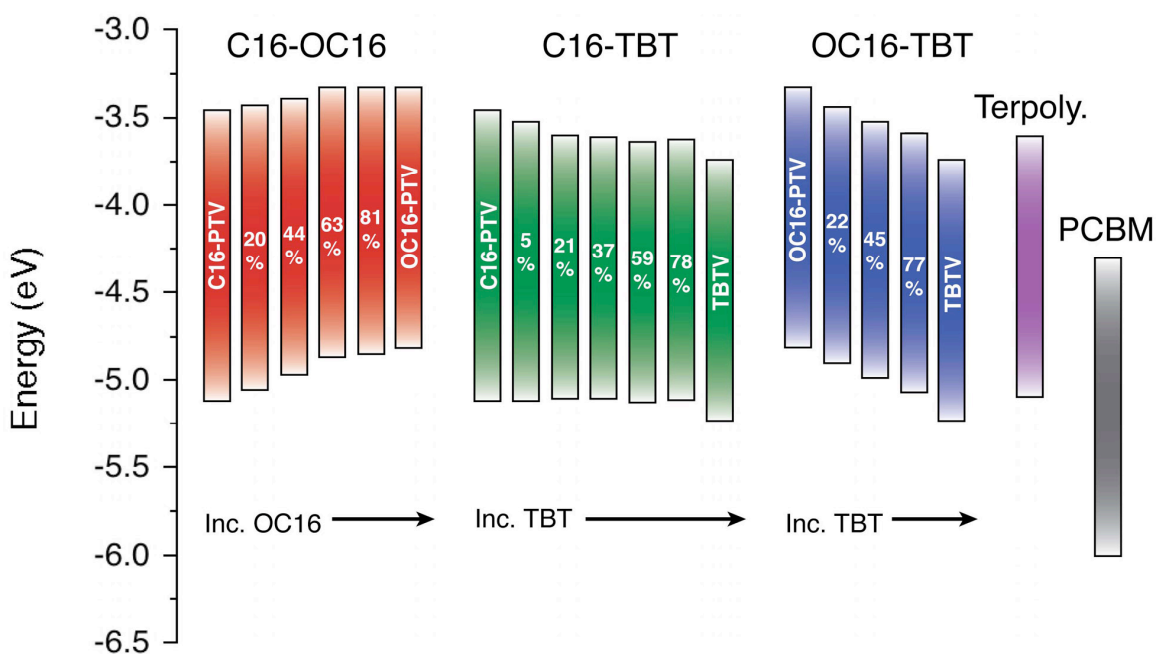 C16-OC16
C16-TBT
OC16-TBT
Terpoly.
PCBM
Energy (eV)
-3.0
-3.5
-4.0
-4.5
-5.0
-5.5
-6.0
-6.5
C16-PTV
20
%
44
%
63
%
81
%
OC16-PTV
C16-PTV
5
%
21
%
37
%
59
%
78
%
TBTV
OC16-PTV
22
%
45
%
77
%
TBTV
Inc. OC16
Inc. TBT
Inc. TBT